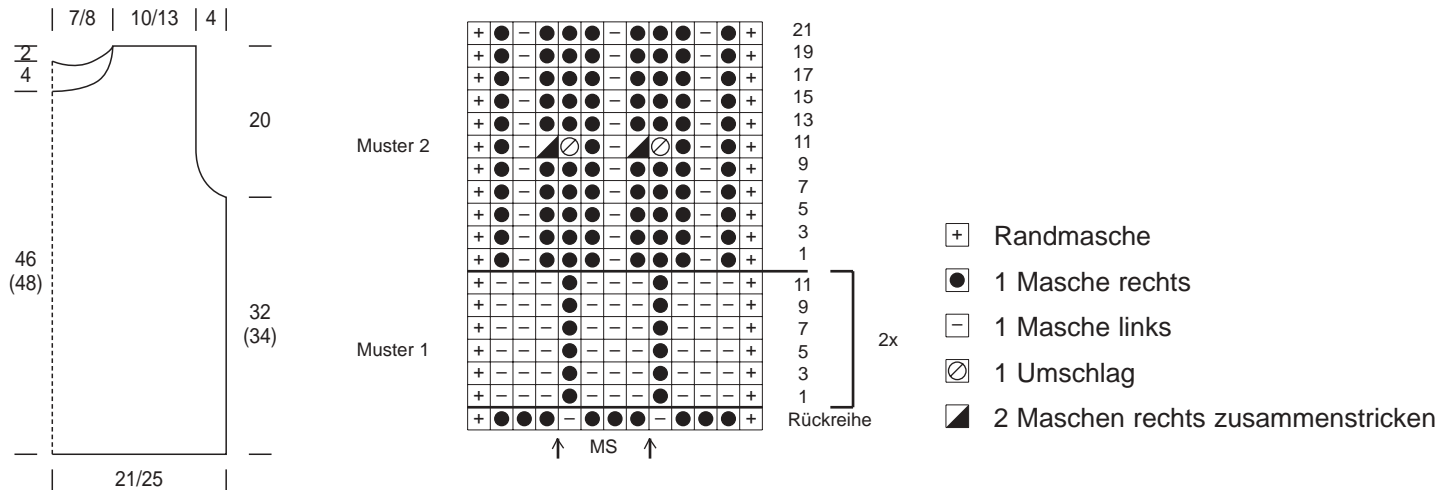 7/8 10/13 4
2
4
20
46
(48)
32
(34)
21/25
Muster 2
Muster 1
21
19
17
15
13
11
9
7
5
3
1
11
9
7
5
3
1
2x
Rückreihe
MS
+ Randmasche
1 Masche rechts
– 1 Masche links
1 Umschlag
2 Maschen rechts zusammenstricken